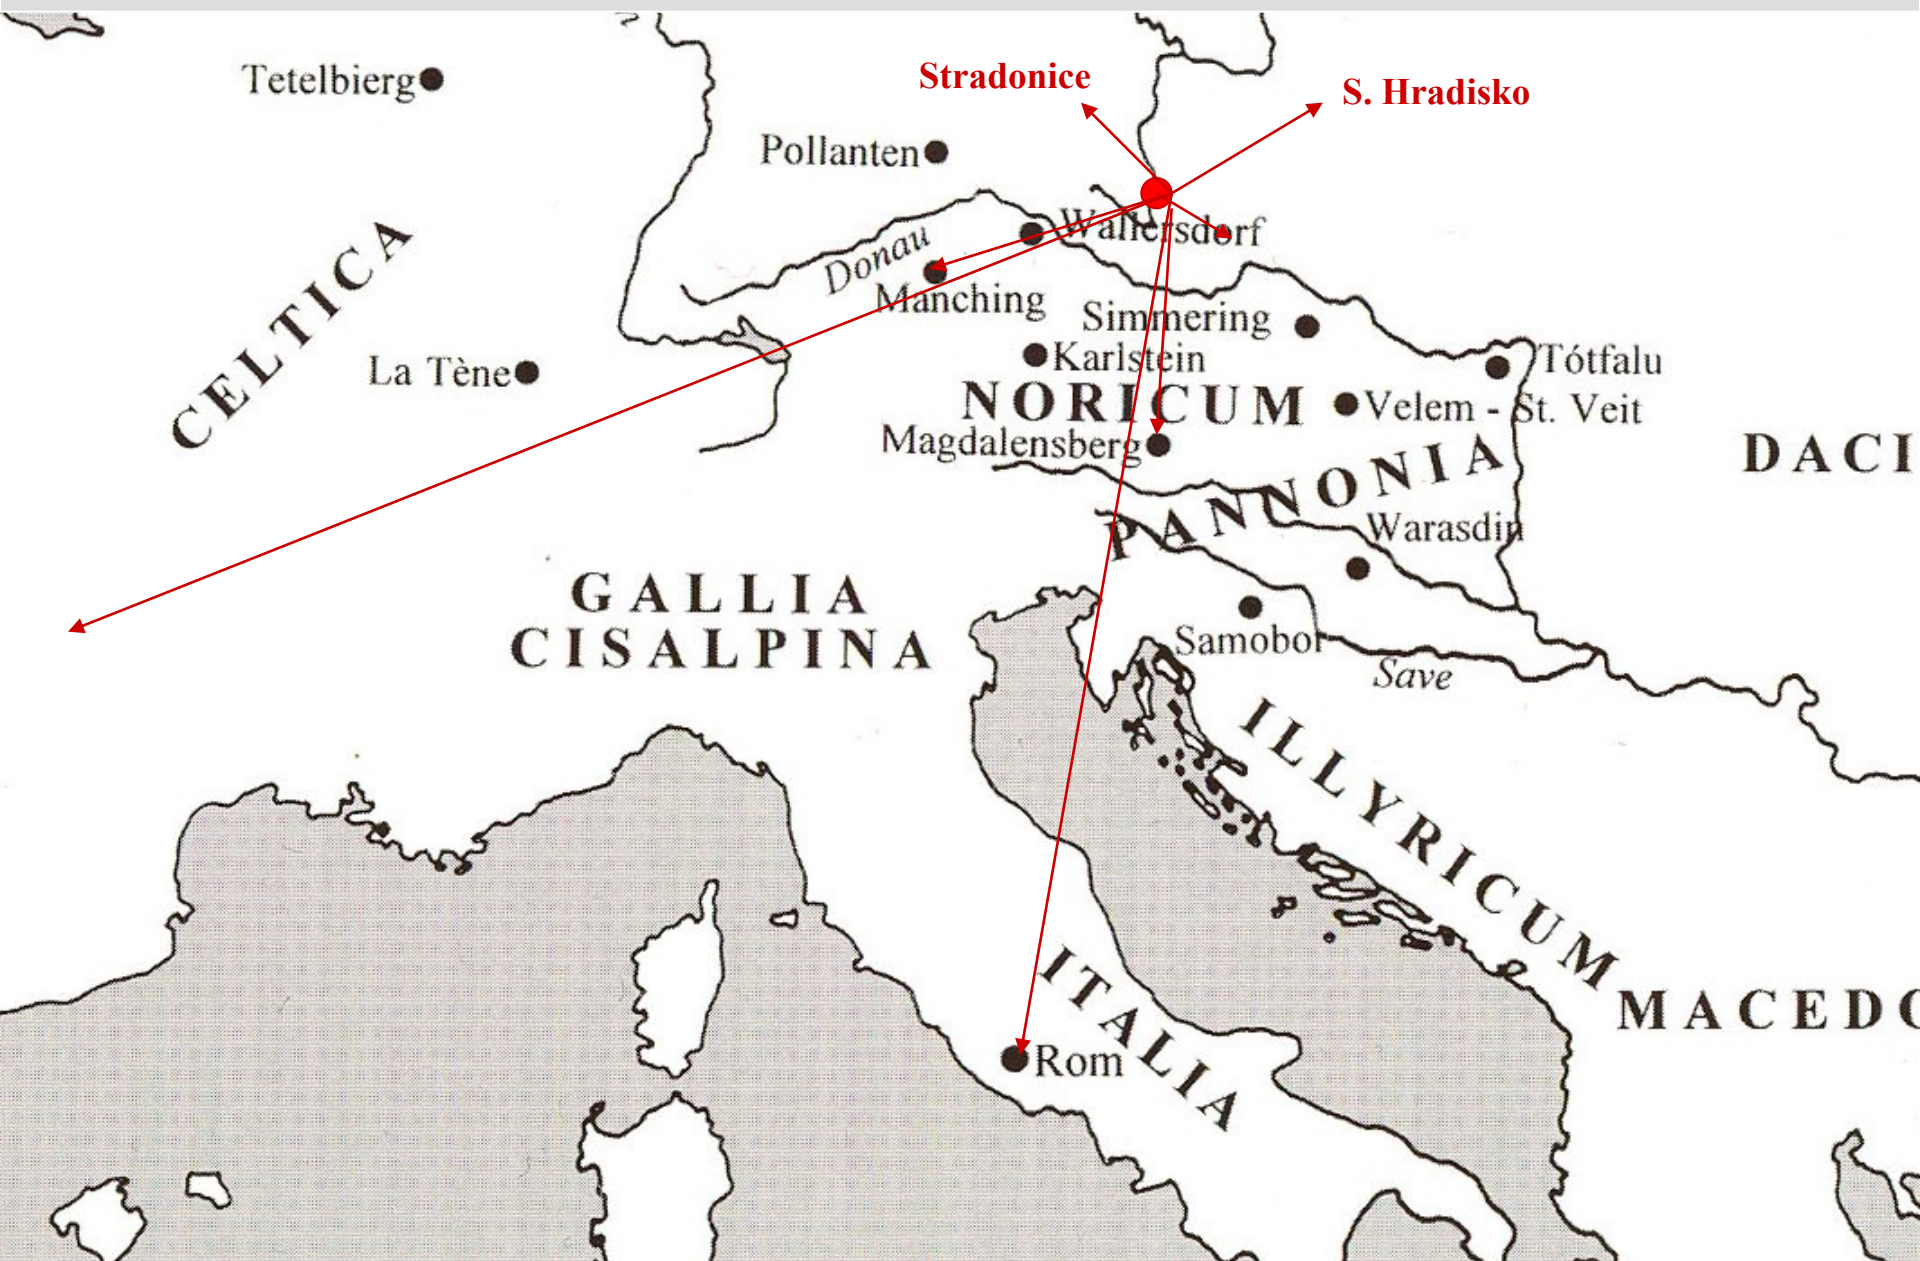 Tetelbierg
Stradonice
S. Hradisko
Pollanten
Wallersdorf
Donau
Manching
Simmering
CELTICA
La Tène
Karlstein
Tótfalu
NORICUM
Velem - St. Veit
Magdalensberg
DACI
PANNONIA
Warasdin
GALLIA
CISALPINA
Samobor
Save
ILLYRICUM
ITALIA
MACEDO
Rom